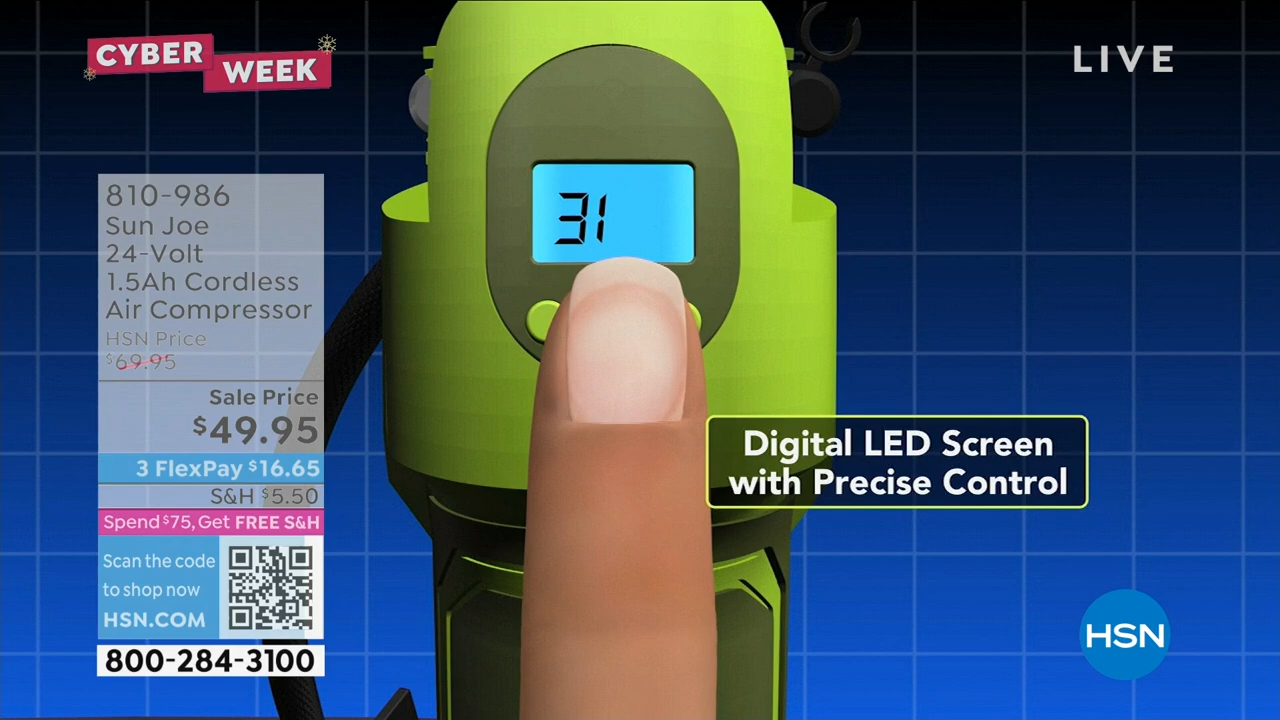 CYBER
WEEK
LIVE
810-986
Sun Joe
24-Volt
1.5Ah Cordless
Air Compressor
HSN Price
$69.95
Sale Price
$49.95
3 FlexPay $16.65
S&H $5.50
Spend $75, Get FREE S&H
Scan the code
to shop now
HSN.COM
800-284-3100
31
Digital LED Screen
with Precise Control
HSN